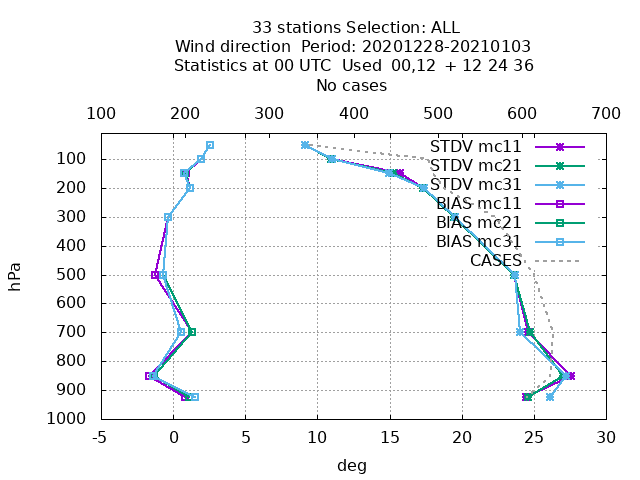 33 stations Selection: ALL
Wind direction  Period: 20201228-20210103
Statistics at 00 UTC  Used  00,12  + 12 24 36
No cases
100 200 300 400 500 600 700
STDV mc11
STDV mc21
STDV mc31
BIAS mc11
BIAS mc21
BIAS mc31
CASES
100
200
300
400
500
600
700
800
900
1000
hPa
-5 0 5 10 15 20 25 30
deg